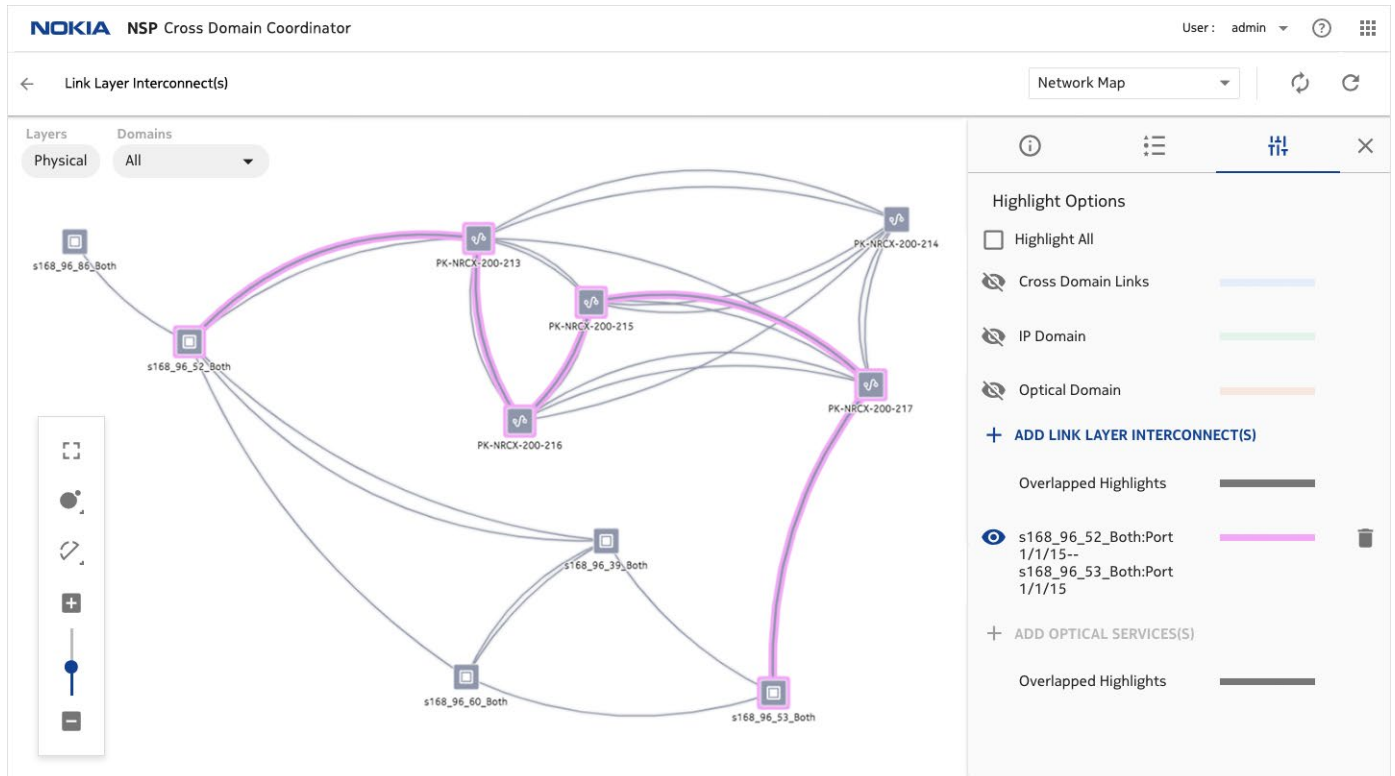 NOKIA NSP Cross Domain Coordinator
User : admin
Link Layer Interconnect(s)
Network Map
Layers
Domains
Physical
All
s168_96_86_Both
PK-NRCX-200-213
PK-NRCX-200-214
PK-NRCX-200-215
s168_96_52_Both
PK-NRCX-200-217
PK-NRCX-200-216
s168_96_39_Both
s168_96_60_Both
s168_96_53_Both
Highlight Options
Highlight All
Cross Domain Links
IP Domain
Optical Domain
ADD LINK LAYER INTERCONNECT(S)
Overlapped Highlights
s168_96_52_Both:Port
1/1/15--
s168_96_53_Both:Port
1/1/15
ADD OPTICAL SERVICES(S)
Overlapped Highlights